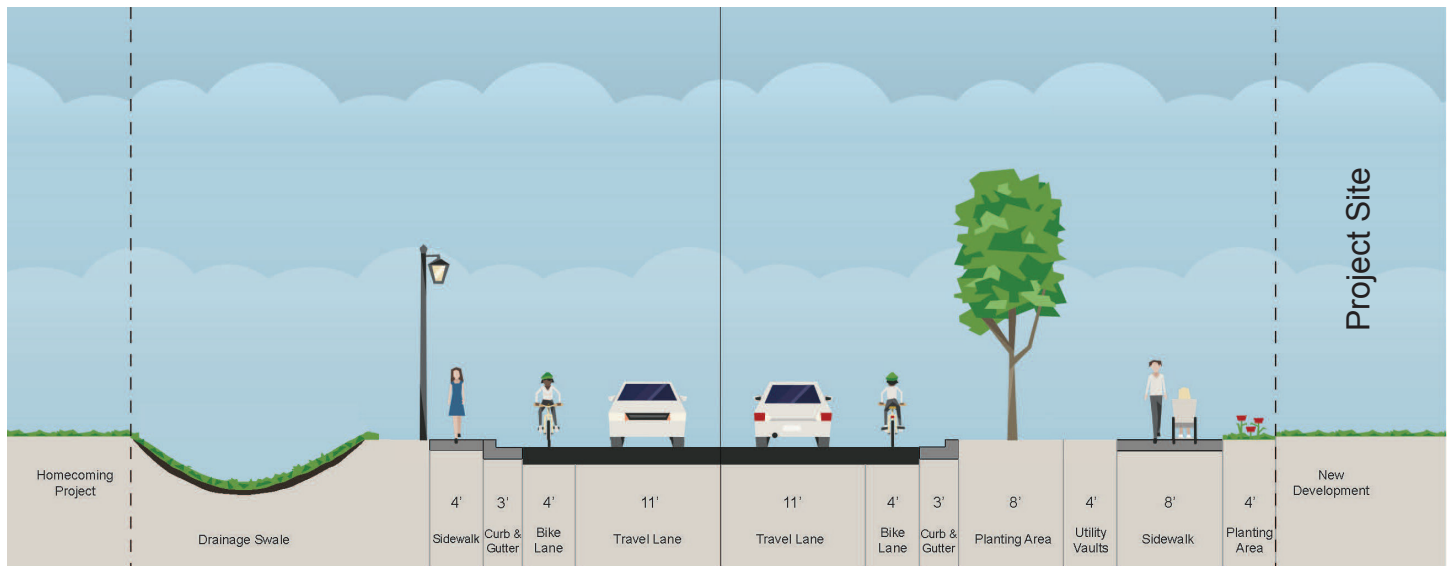 Project Site
Homecoming
Project
Drainage Swale
4’
Sidewalk
3’
Curb &
Gutter
4’
Bike
Lane
11’
Travel Lane
11’
Travel Lane
4’
Bike
Lane
3’
Curb &
Gutter
8’
Planting Area
4’
Utility
Vaults
8’
Sidewalk
4’
Planting
Area
New
Development